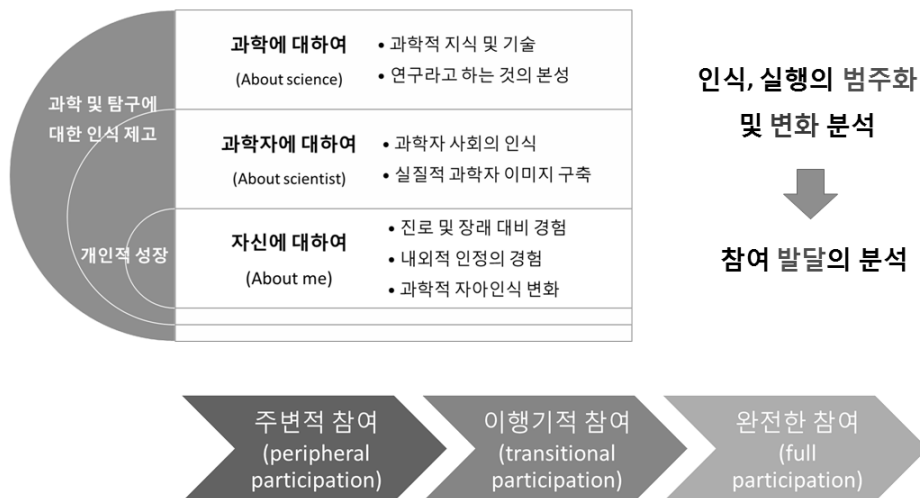 과학 및 탐구에
대한 인식 제고
개인적 성장
과학에 대하여
(About science)
• 과학적 지식 및 기술
• 연구라고 하는 것의 본성
과학자에 대하여
(About scientist)
• 과학자 사회의 인식
• 실질적 과학자 이미지 구축
자신에 대하여
(About me)
• 진로 및 장래 대비 경험
• 내외적 인정의 경험
• 과학적 자아인식 변화
인식, 실행의 범주화
및 변화 분석
참여 발달의 분석
주변적 참여
(peripheral
participation)
이행기적 참여
(transitional
participation)
완전한 참여
(full
participation)